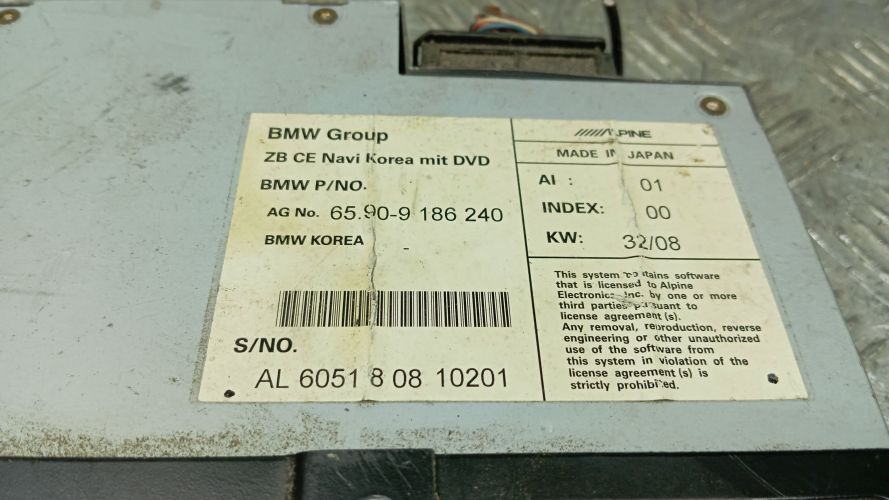 BMW Group
ZB CE Navi Korea mit DVD
BMW P/NO.
AG No. 65.90-9 186 240
BMW KOREA -
S/NO.
AL 6051 8 08 10201
ALPINE
MADE IN JAPAN
AI : 01
INDEX: 00
KW: 32/08
This system contains software
that is licensed to Alpine
Electronics, Inc. by one or more
third parties pursuant to
license agreement (s).
Any removal, reproduction, reverse
engineering or other unauthorized
use of the software from
this system in violation of the
license agreement (s) is
strictly prohibited.